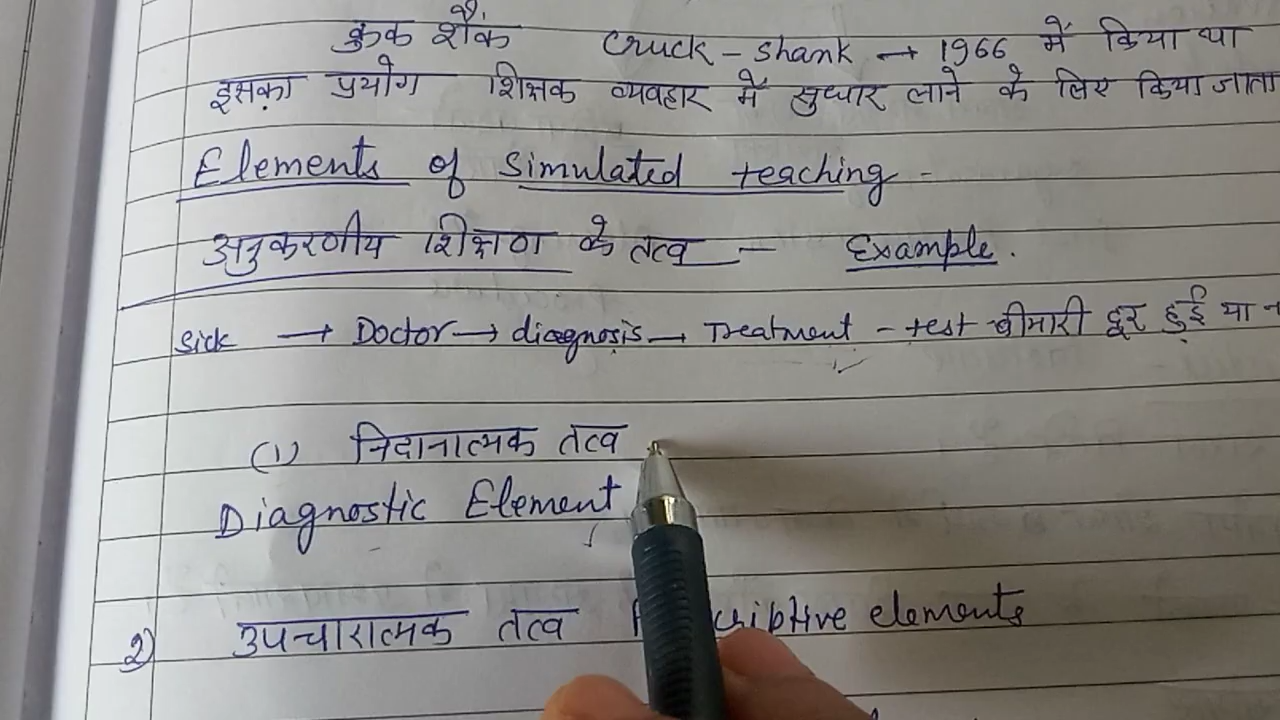 क्रुक शैंक Cruck-shank → 1966 में किया था
इसका प्रयोग शिक्षक व्यवहार में सुधार लाने के लिए किया जाता
Elements of Simulated teaching -
अनुकरणीय शिक्षण के तत्व - Example.
Sick → Doctor → diagnosis → Treatment - test बीमारी दूर हुई या न
(1) निदानात्मक तत्व
Diagnostic Element
2) उपचारात्मक तत्व elements